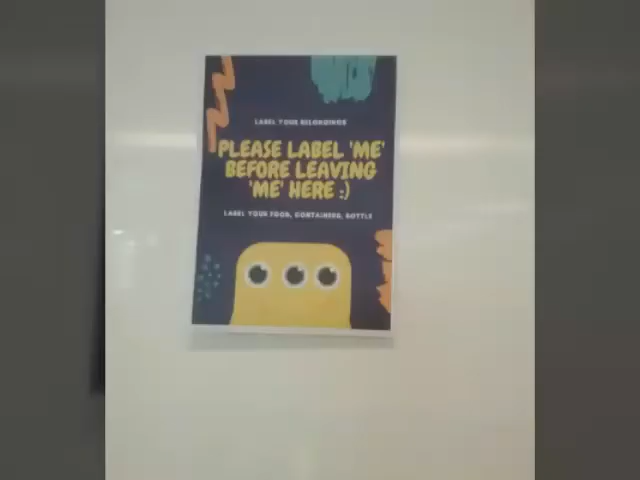 LABEL YOUR BELONGINGS
PLEASE LABEL 'ME'
BEFORE LEAVING
'ME' HERE :)
LABEL YOUR FOOD, CONTAINERS, BOTTLE